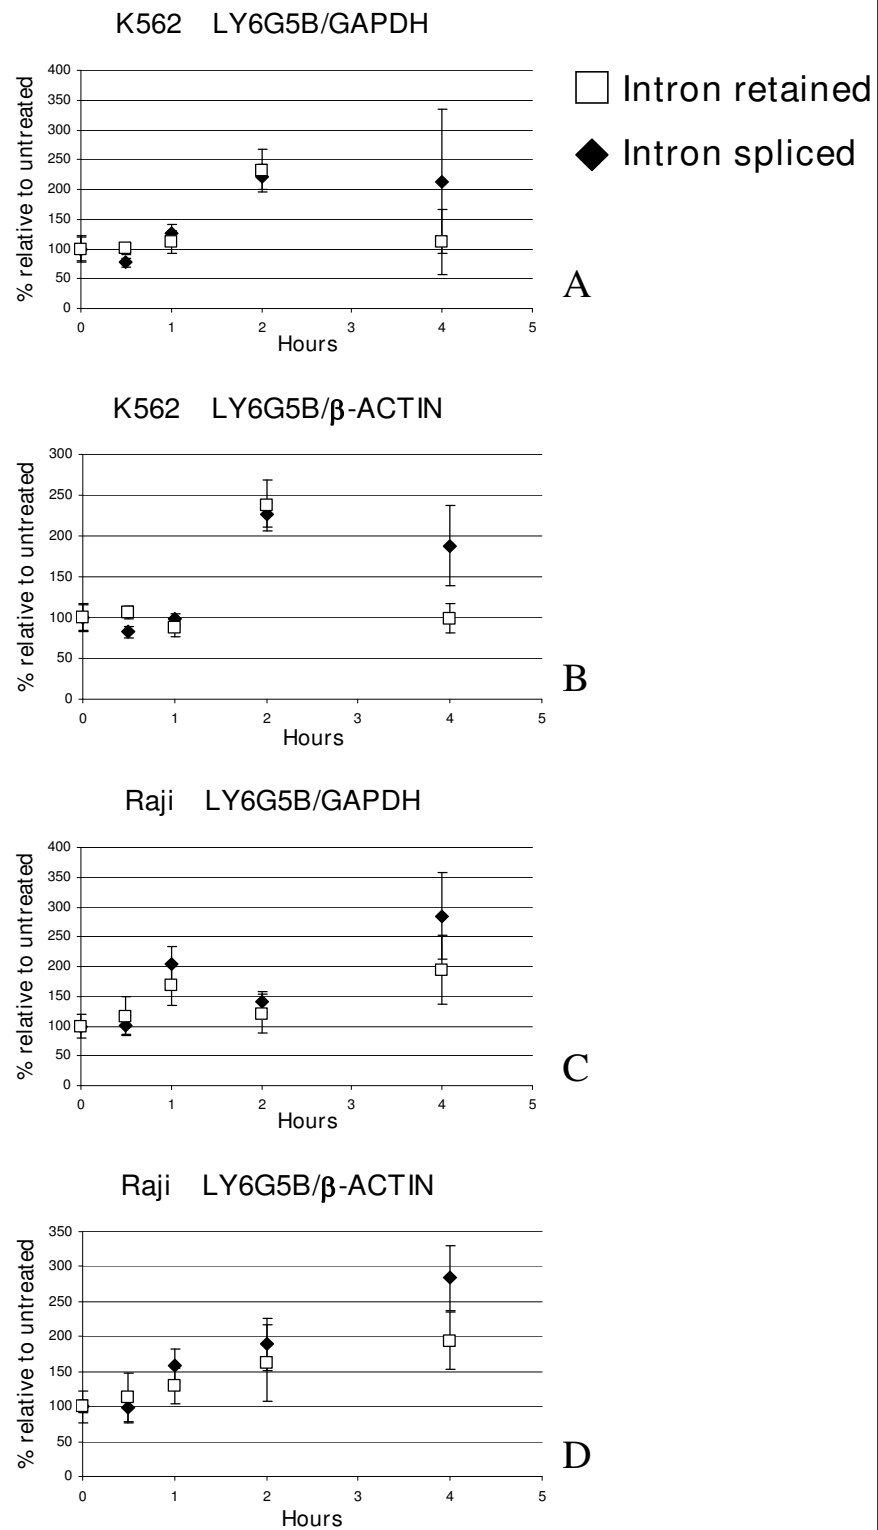 K562 LY6G5B/GAPDH
% relative to untreated
400
350
300
250
200
150
100
50
0
0 1 2 3 4 5
Hours
Intron retained
Intron spliced
A
K562 LY6G5B/β-ACTIN
% relative to untreated
300
250
200
150
100
50
0
0 1 2 3 4 5
Hours
B
Raji LY6G5B/GAPDH
% relative to untreated
400
350
300
250
200
150
100
50
0
0 1 2 3 4 5
Hours
C
Raji LY6G5B/β-ACTIN
% relative to untreated
350
300
250
200
150
100
50
0
0 1 2 3 4 5
Hours
D